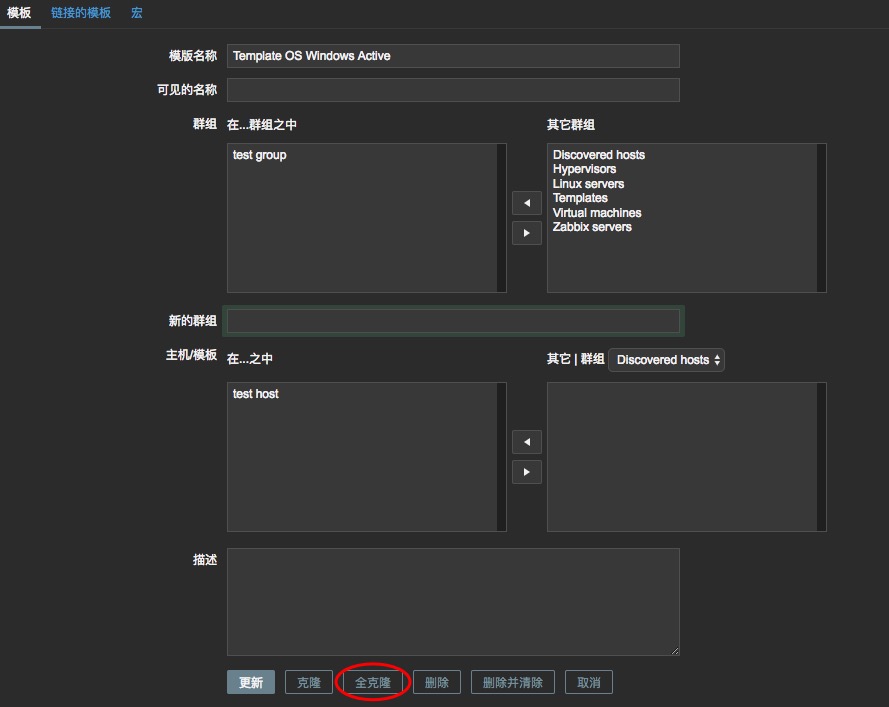 模板 链接的模板 宏
模版名称 Template OS Windows Active
可见的名称
群组 在...群组之中 其它群组
test group Discovered hosts
Hypervisors
Linux servers
Templates
Virtual machines
Zabbix servers
新的群组
主机/模板 在...之中 其它 | 群组 Discovered hosts
test host
描述
更新 克隆 全克隆 删除 删除并清除 取消